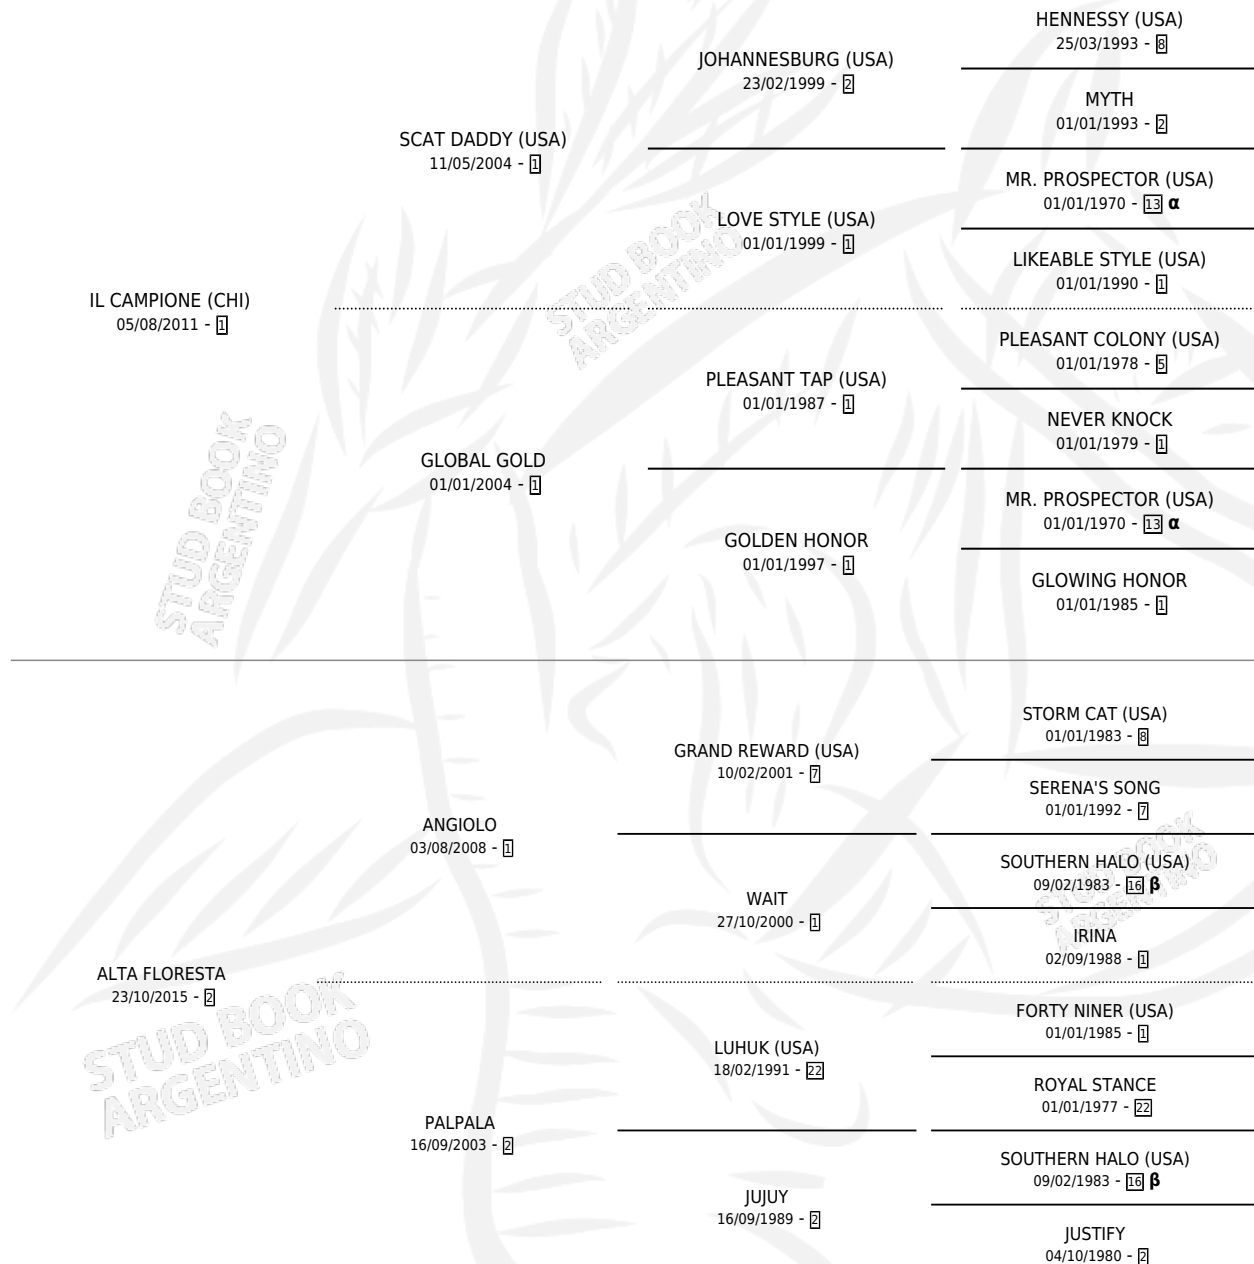 HENNESSY (USA)
25/03/1993 - 8
JOHANNESBURG (USA)
23/02/1999 - 2
MYTH
01/01/1993 - 2
SCAT DADDY (USA)
11/05/2004 - 1
MR. PROSPECTOR (USA)
01/01/1970 - 13 α
LOVE STYLE (USA)
01/01/1999 - 1
LIKEABLE STYLE (USA)
01/01/1990 - 1
IL CAMPIONE (CHI)
05/08/2011 - 1
PLEASANT COLONY (USA)
01/01/1978 - 5
PLEASANT TAP (USA)
01/01/1987 - 1
NEVER KNOCK
01/01/1979 - 1
GLOBAL GOLD
01/01/2004 - 1
MR. PROSPECTOR (USA)
01/01/1970 - 13 α
GOLDEN HONOR
01/01/1997 - 1
GLOWING HONOR
01/01/1985 - 1
STORM CAT (USA)
01/01/1983 - 8
GRAND REWARD (USA)
10/02/2001 - 7
SERENA'S SONG
01/01/1992 - 7
ANGIOLO
03/08/2008 - 1
SOUTHERN HALO (USA)
09/02/1983 - 16 β
WAIT
27/10/2000 - 1
IRINA
02/09/1988 - 1
ALTA FLORESTA
23/10/2015 - 2
FORTY NINER (USA)
01/01/1985 - 1
LUHUK (USA)
18/02/1991 - 22
ROYAL STANCE
01/01/1977 - 22
PALPALA
16/09/2003 - 2
SOUTHERN HALO (USA)
09/02/1983 - 16 β
JUJUY
16/09/1989 - 2
JUSTIFY
04/10/1980 - 2
STUD BOOK
ARGENTINO
STUD BOOK
ARGENTINO
STUD BOOK
ARGENTINO
STUD BOOK
ARGENTINO